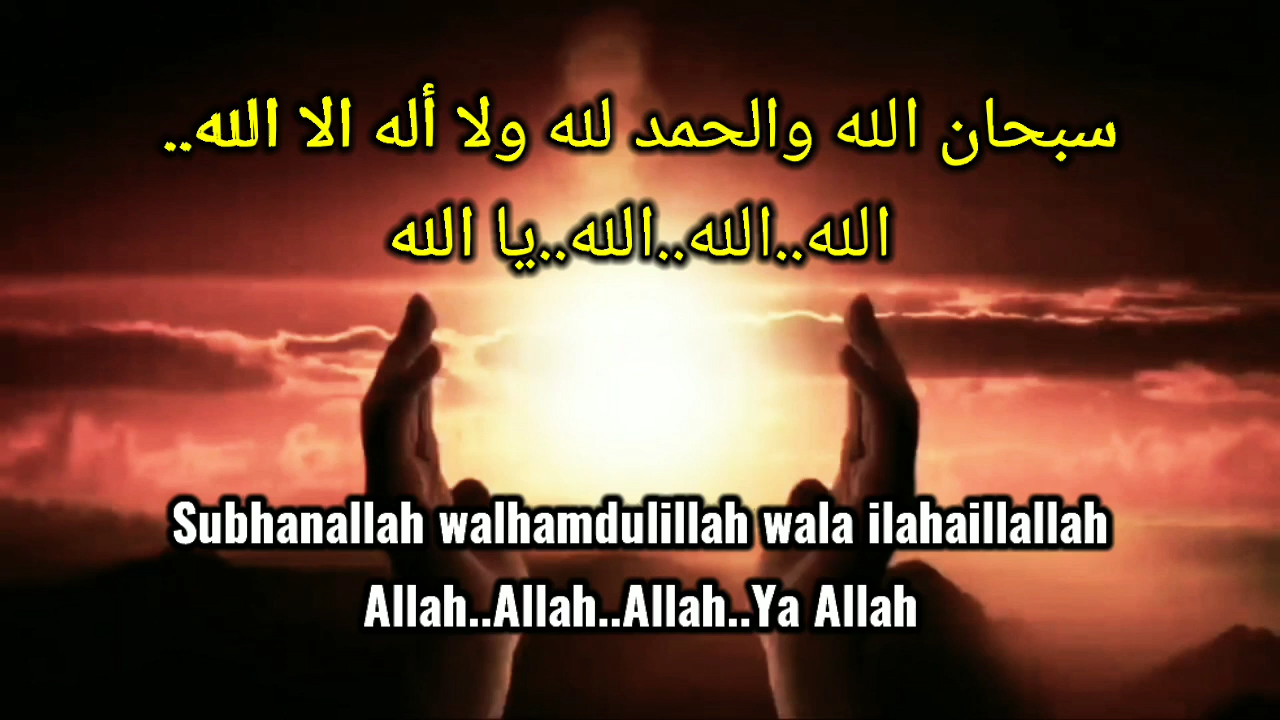 سبحان الله والحمد لله ولا أله الا الله..
الله..الله..الله..يا الله
Subhanallah walhamdulillah wala ilahaillallah
Allah..Allah..Allah..Ya Allah